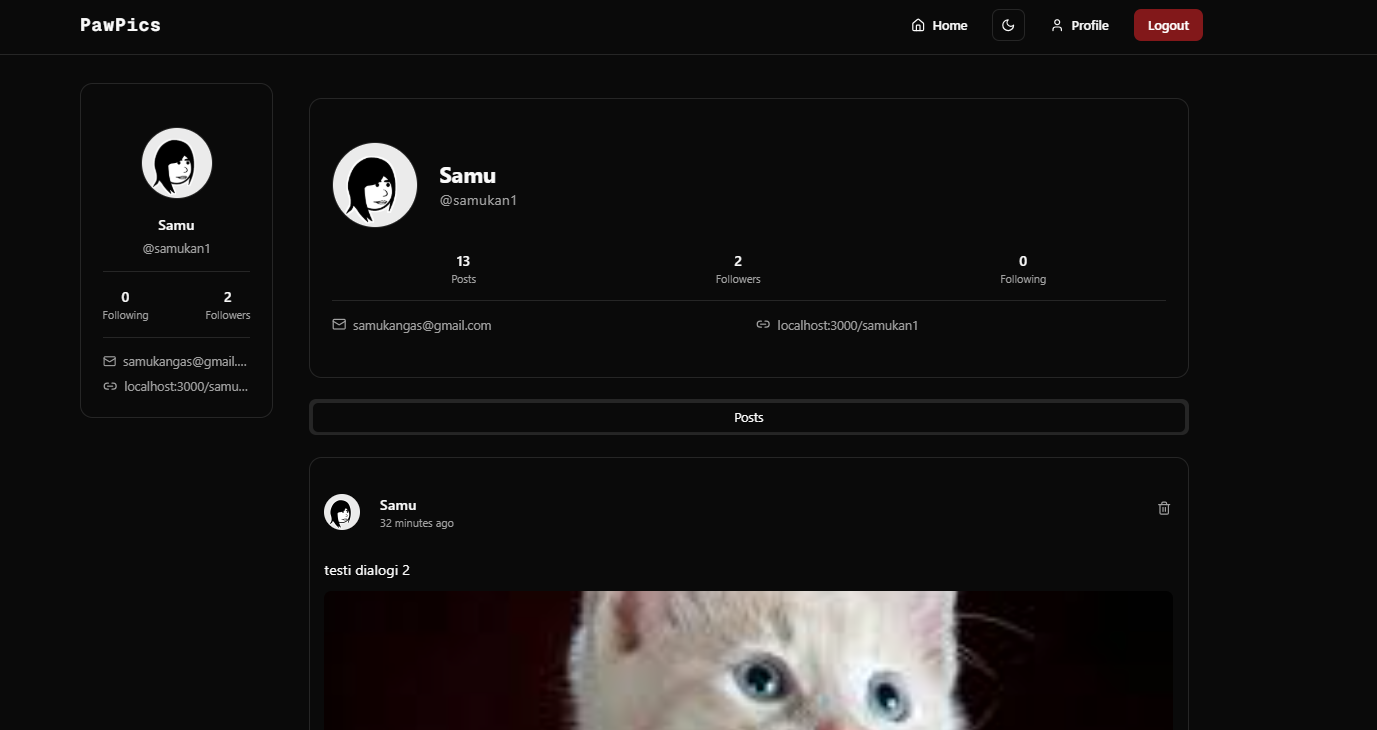 PawPics
Home
Profile
Logout
Samu
@samukan1
0 2
Following Followers
samukangas@gmail....
localhost:3000/samu...
Samu
@samukan1
13 2 0
Posts Followers Following
samukangas@gmail.com localhost:3000/samukan1
Posts
Samu
32 minutes ago
testi dialogi 2